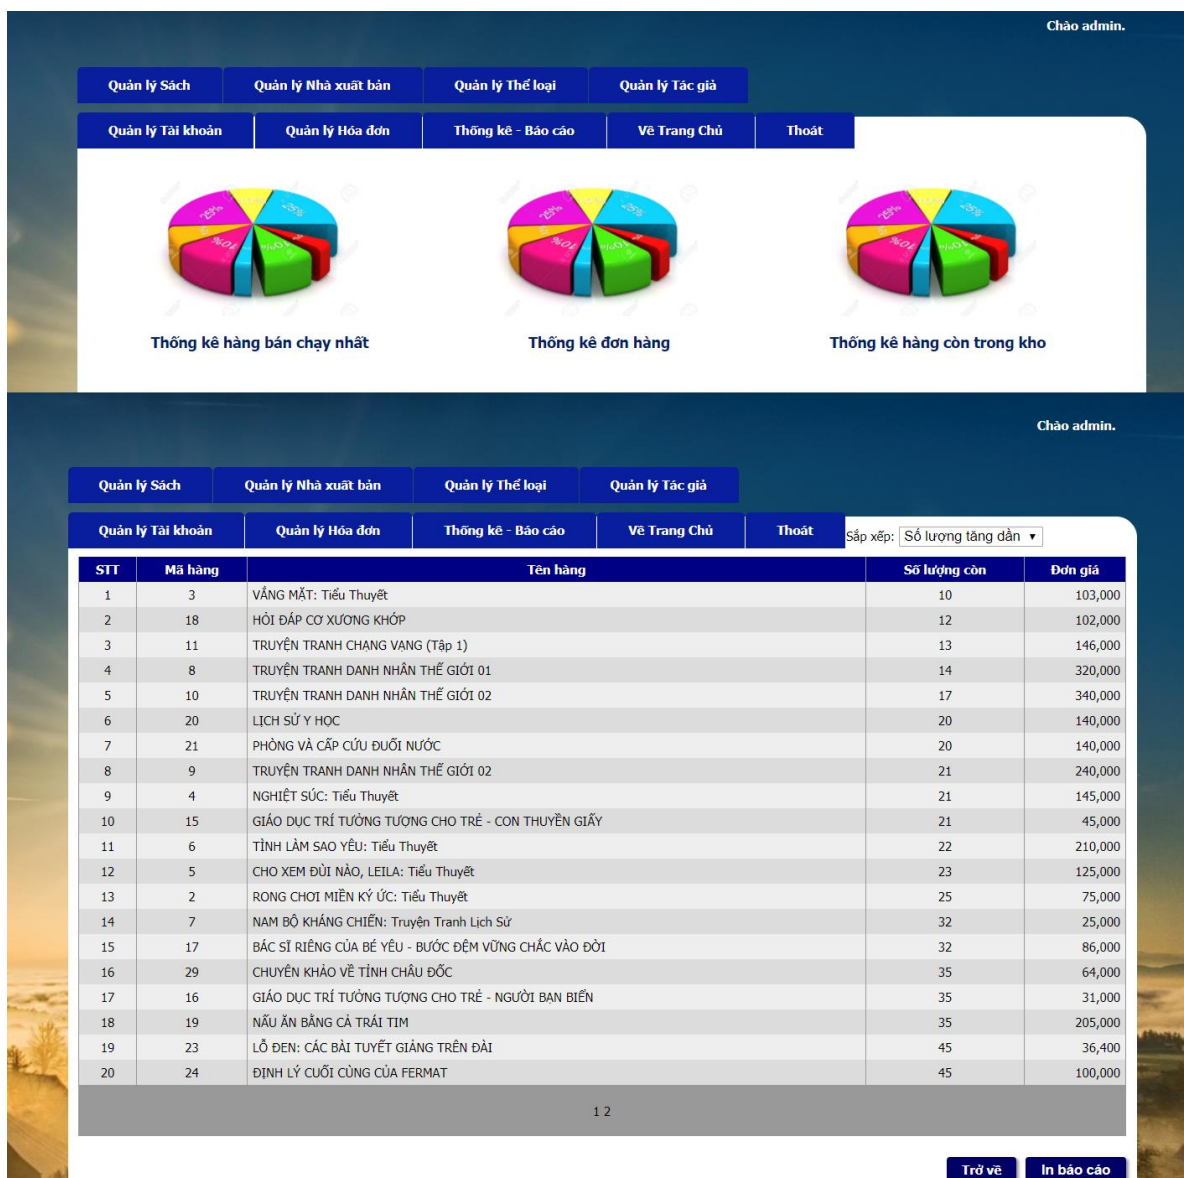 Chào admin.
Quản lý Sách Quản lý Nhà xuất bản Quản lý Thể loại Quản lý Tác giả
Quản lý Tài khoản Quản lý Hóa đơn Thống kê - Báo cáo Về Trang Chủ Thoát
25% 25% 10% 10%
25% 25% 10% 10%
25% 25% 10% 10%
Thống kê hàng bán chạy nhất Thống kê đơn hàng Thống kê hàng còn trong kho
Chào admin.
Quản lý Sách Quản lý Nhà xuất bản Quản lý Thể loại Quản lý Tác giả
Quản lý Tài khoản Quản lý Hóa đơn Thống kê - Báo cáo Về Trang Chủ Thoát Sắp xếp: Số lượng tăng dần
STT Mã hàng Tên hàng Số lượng còn Đơn giá
1 3 VẮNG MẶT: Tiểu Thuyết 10 103,000
2 18 HỎI ĐÁP CƠ XƯƠNG KHỚP 12 102,000
3 11 TRUYỆN TRANH CHẠNG VẠNG (Tập 1) 13 146,000
4 8 TRUYỆN TRANH DANH NHÂN THẾ GIỚI 01 14 320,000
5 10 TRUYỆN TRANH DANH NHÂN THẾ GIỚI 02 17 340,000
6 20 LỊCH SỬ Y HỌC 20 140,000
7 21 PHÒNG VÀ CẤP CỨU ĐUỐI NƯỚC 20 140,000
8 9 TRUYỆN TRANH DANH NHÂN THẾ GIỚI 02 21 240,000
9 4 NGHIỆT SÚC: Tiểu Thuyết 21 145,000
10 15 GIÁO DỤC TRÍ TƯỞNG TƯỢNG CHO TRẺ - CON THUYỀN GIẤY 21 45,000
11 6 TÌNH LÀM SAO YÊU: Tiểu Thuyết 22 210,000
12 5 CHO XEM ĐÙI NÀO, LEILA: Tiểu Thuyết 23 125,000
13 2 RONG CHƠI MIỀN KÝ ỨC: Tiểu Thuyết 25 75,000
14 7 NAM BỘ KHÁNG CHIẾN: Truyện Tranh Lịch Sử 32 25,000
15 17 BÁC SĨ RIÊNG CỦA BÉ YÊU - BƯỚC ĐỆM VỮNG CHẮC VÀO ĐỜI 32 86,000
16 29 CHUYÊN KHẢO VỀ TỈNH CHÂU ĐỐC 35 64,000
17 16 GIÁO DỤC TRÍ TƯỞNG TƯỢNG CHO TRẺ - NGƯỜI BẠN BIỂN 35 31,000
18 19 NẤU ĂN BẰNG CẢ TRÁI TIM 35 205,000
19 23 LỖ ĐEN: CÁC BÀI TUYẾT GIẢNG TRÊN ĐÀI 45 36,400
20 24 ĐỊNH LÝ CUỐI CÙNG CỦA FERMAT 45 100,000
1 2
Trở về In báo cáo